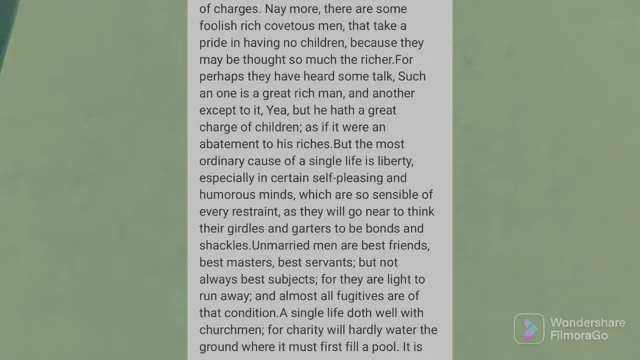 of charges. Nay more, there are some
foolish rich covetous men, that take a
pride in having no children, because they
may be thought so much the richer.For
perhaps they have heard some talk, Such
an one is a great rich man, and another
except to it, Yea, but he hath a great
charge of children; as if it were an
abatement to his riches.But the most
ordinary cause of a single life is liberty,
especially in certain self-pleasing and
humorous minds, which are so sensible of
every restraint, as they will go near to think
their girdles and garters to be bonds and
shackles.Unmarried men are best friends,
best masters, best servants; but not
always best subjects; for they are light to
run away; and almost all fugitives are of
that condition.A single life doth well with
churchmen; for charity will hardly water the
ground where it must first fill a pool. It is
Wondershare
FilmoraGo